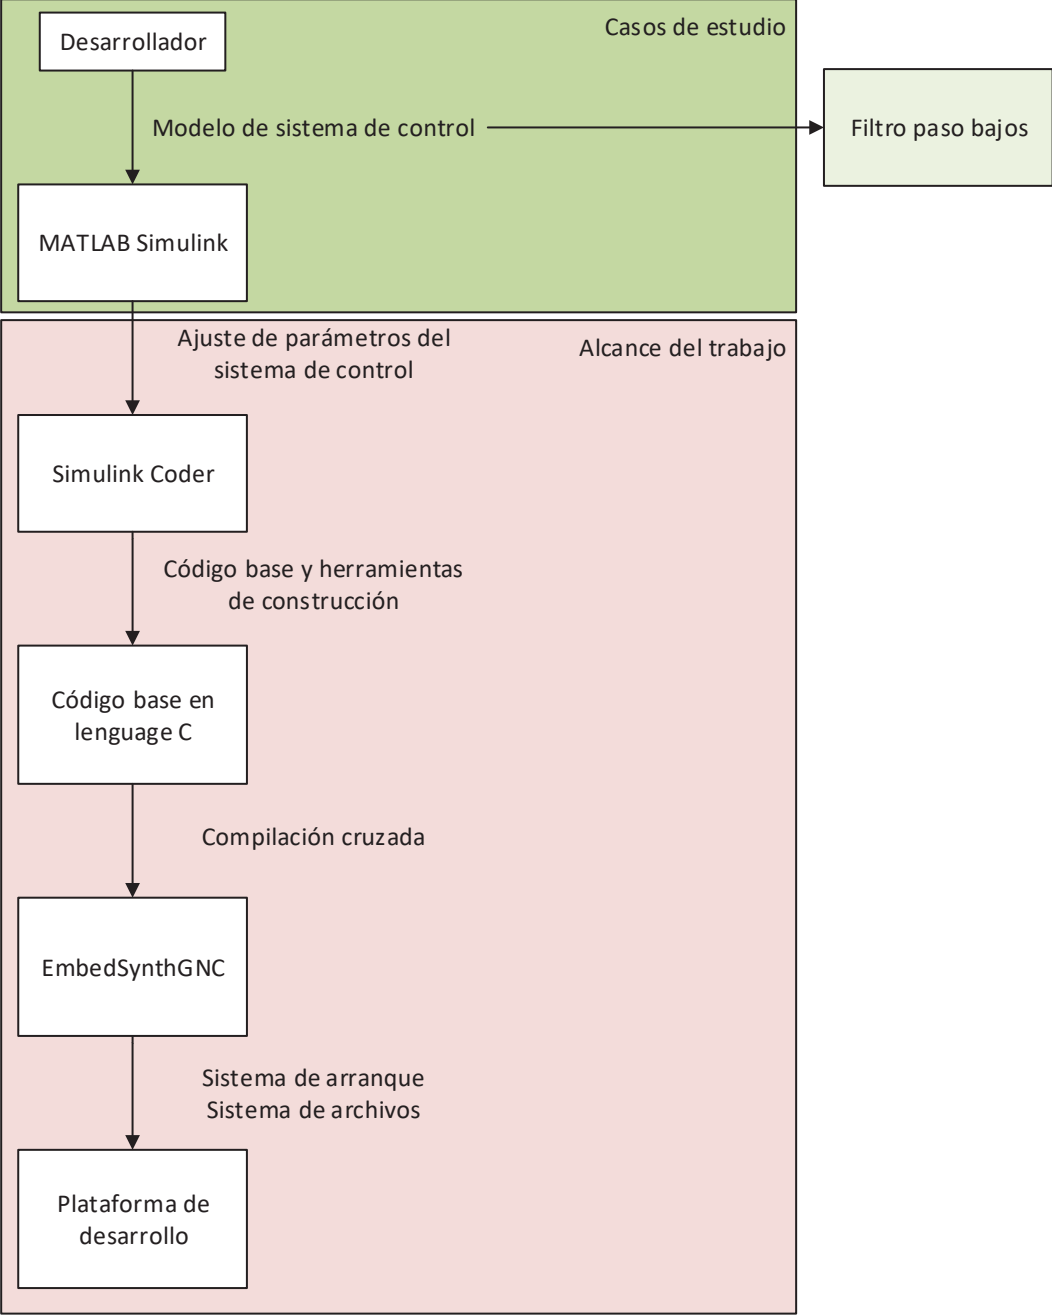 Casos de estudio
Desarrollador
Modelo de sistema de control
Filtro paso bajos
MATLAB Simulink
Ajuste de parámetros del
sistema de control
Alcance del trabajo
Simulink Coder
Código base y herramientas
de construcción
Código base en
lenguage C
Compilación cruzada
EmbedSynthGNC
Sistema de arranque
Sistema de archivos
Plataforma de
desarrollo